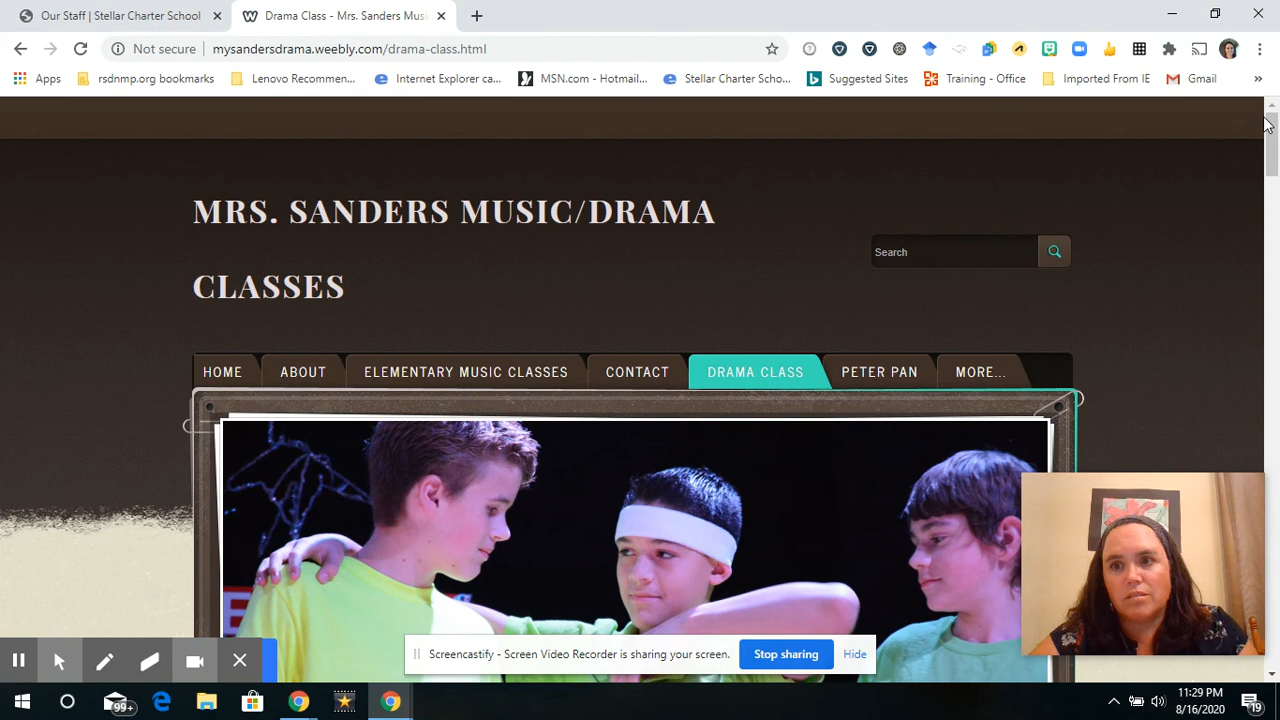 Our Staff | Stellar Charter School
Drama Class - Mrs. Sanders Musi
Not secure | mysandersdrama.weebly.com/drama-class.html
Apps rsdnmp.org bookmarks Lenovo Recommen... Internet Explorer ca... MSN.com - Hotmail... Stellar Charter Scho... Suggested Sites Training - Office Imported From IE Gmail »
MRS. SANDERS MUSIC/DRAMA
CLASSES
Search
HOME ABOUT ELEMENTARY MUSIC CLASSES CONTACT DRAMA CLASS PETER PAN MORE...
Screencastify - Screen Video Recorder is sharing your screen. Stop sharing Hide
99+
11:29 PM
8/16/2020
19